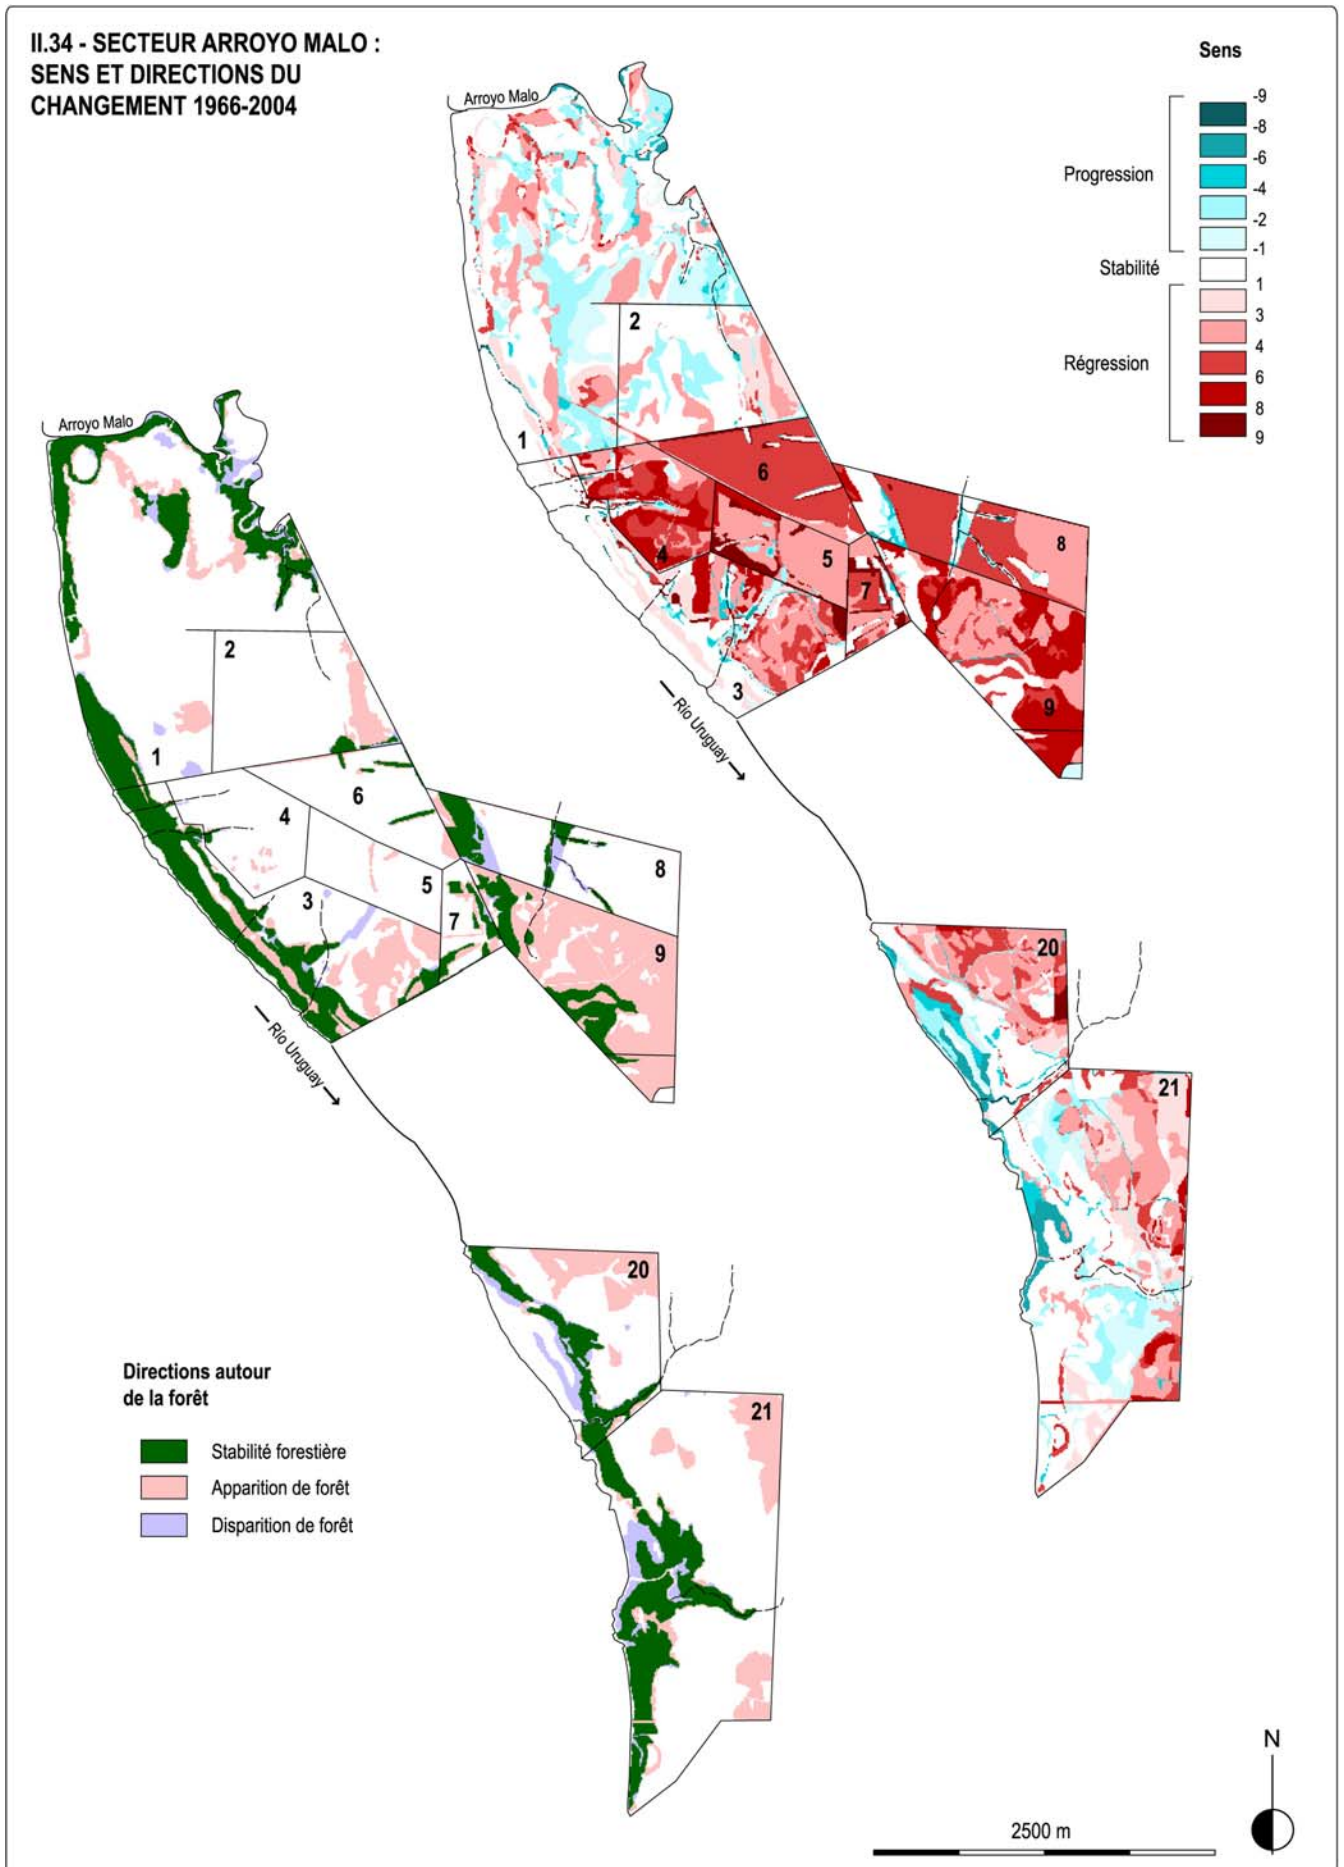 II.34 - SECTEUR ARROYO MALO :
SENS ET DIRECTIONS DU
CHANGEMENT 1966-2004
Sens
Progression
Stabilité
Régression
-9
-8
-6
-4
-2
-1
1
3
4
6
8
9
Arroyo Malo
2
1
6
8
4
5
7
3
9
Río Uruguay
20
21
Arroyo Malo
2
1
6
4
8
5
3
7
9
Río Uruguay
20
21
Directions autour
de la forêt
Stabilité forestière
Apparition de forêt
Disparition de forêt
N
2500 m